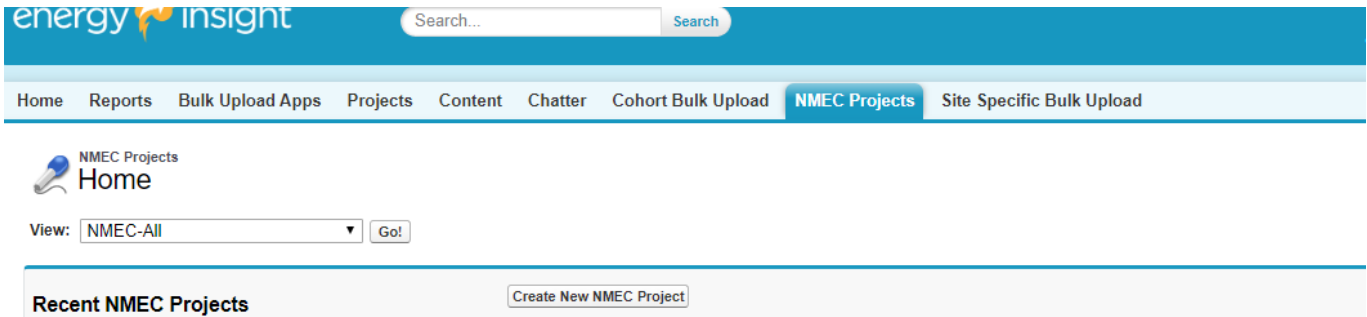 energy insight
Search... Search
Home Reports Bulk Upload Apps Projects Content Chatter Cohort Bulk Upload NMEC Projects Site Specific Bulk Upload
NMEC Projects
Home
View: NMEC-All Go!
Recent NMEC Projects Create New NMEC Project